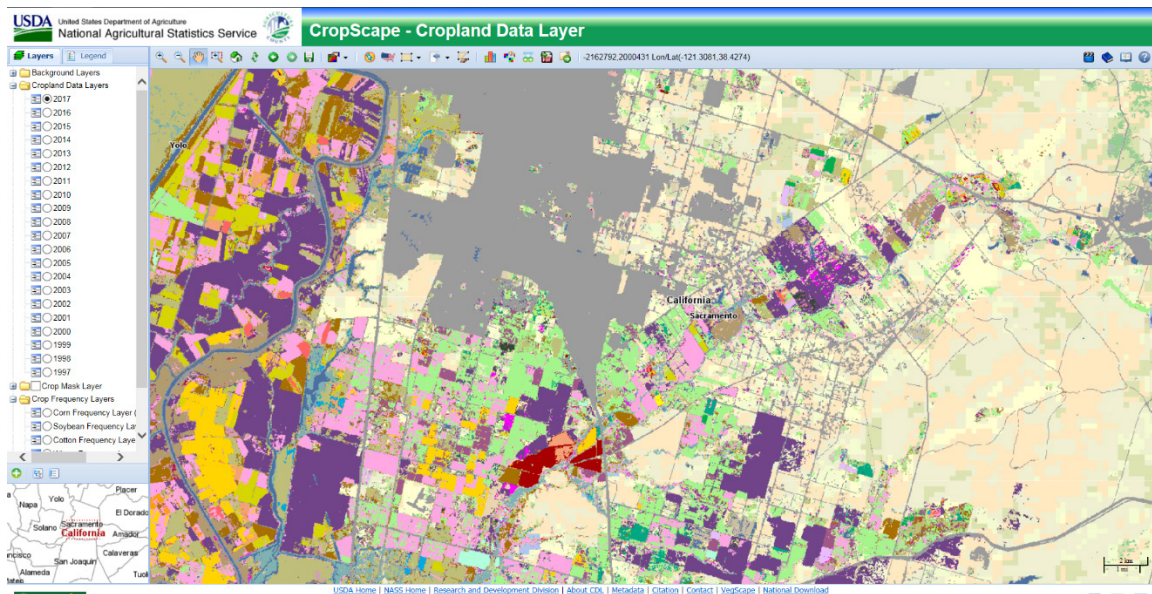 USDA United States Department of Agriculture
National Agricultural Statistics Service
CropScape - Cropland Data Layer
Layers Legend
-2162792,2000431 Lon/Lat(-121.3081,38.4274)
Background Layers
Cropland Data Layers
2017
2016
2015
2014
2013
2012
2011
2010
2009
2008
2007
2006
2005
2004
2003
2002
2001
2000
1999
1998
1997
Crop Mask Layer
Crop Frequency Layers
Corn Frequency Layer (
Soybean Frequency La
Cotton Frequency Laye
Yolo
California
Sacramento
Placer
Yolo
Napa
El Dorado
Sacramento
Solano
California
Amador
Calaveras
ncisco
San Joaquin
Alameda
Tuol
2 km
1 mi
USDA Home | NASS Home | Research and Development Division | About CDL | Metadata | Citation | Contact | VegScape | National Download